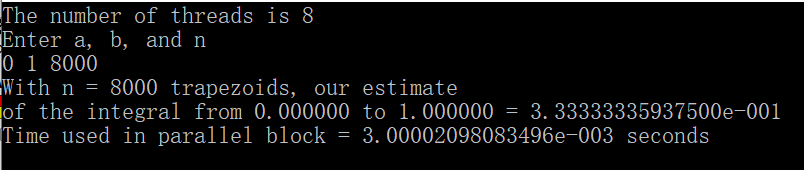 The number of threads is 8
Enter a, b, and n
0 1 8000
With n = 8000 trapezoids, our estimate
of the integral from 0.000000 to 1.000000 = 3.33333335937500e-001
Time used in parallel block = 3.00002098083496e-003 seconds